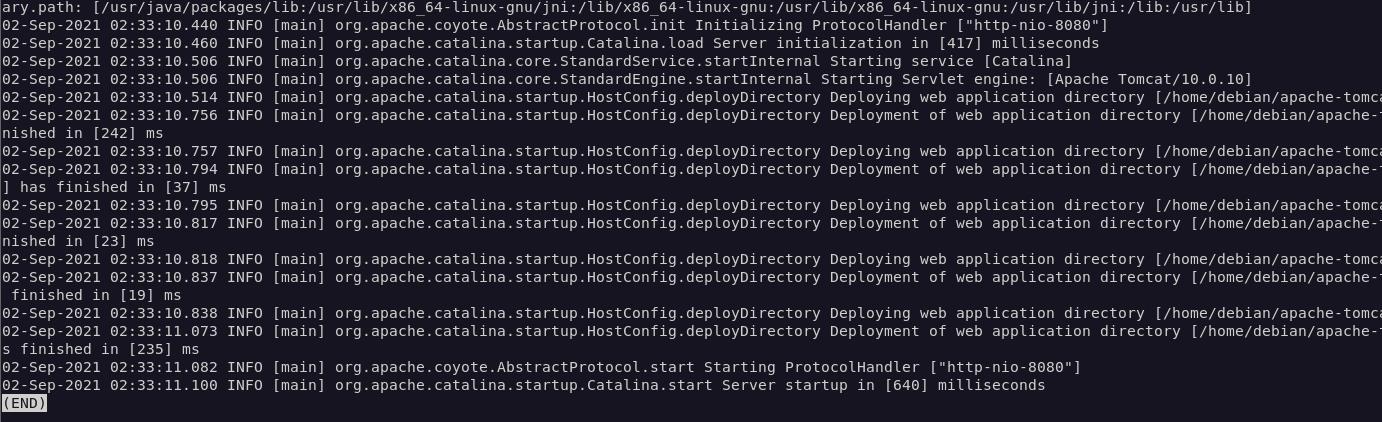 ary.path: [/usr/java/packages/lib:/usr/lib/x86_64-linux-gnu/jni:/lib/x86_64-linux-gnu:/usr/lib/x86_64-linux-gnu:/usr/lib/jni:/lib:/usr/lib]
02-Sep-2021 02:33:10.440 INFO [main] org.apache.coyote.AbstractProtocol.init Initializing ProtocolHandler ["http-nio-8080"]
02-Sep-2021 02:33:10.460 INFO [main] org.apache.catalina.startup.Catalina.load Server initialization in [417] milliseconds
02-Sep-2021 02:33:10.506 INFO [main] org.apache.catalina.core.StandardService.startInternal Starting service [Catalina]
02-Sep-2021 02:33:10.506 INFO [main] org.apache.catalina.core.StandardEngine.startInternal Starting Servlet engine: [Apache Tomcat/10.0.10]
02-Sep-2021 02:33:10.514 INFO [main] org.apache.catalina.startup.HostConfig.deployDirectory Deploying web application directory [/home/debian/apache-tomca
02-Sep-2021 02:33:10.756 INFO [main] org.apache.catalina.startup.HostConfig.deployDirectory Deployment of web application directory [/home/debian/apache-t
nished in [242] ms
02-Sep-2021 02:33:10.757 INFO [main] org.apache.catalina.startup.HostConfig.deployDirectory Deploying web application directory [/home/debian/apache-tomca
02-Sep-2021 02:33:10.794 INFO [main] org.apache.catalina.startup.HostConfig.deployDirectory Deployment of web application directory [/home/debian/apache-t
] has finished in [37] ms
02-Sep-2021 02:33:10.795 INFO [main] org.apache.catalina.startup.HostConfig.deployDirectory Deploying web application directory [/home/debian/apache-tomca
02-Sep-2021 02:33:10.817 INFO [main] org.apache.catalina.startup.HostConfig.deployDirectory Deployment of web application directory [/home/debian/apache-t
nished in [23] ms
02-Sep-2021 02:33:10.818 INFO [main] org.apache.catalina.startup.HostConfig.deployDirectory Deploying web application directory [/home/debian/apache-tomca
02-Sep-2021 02:33:10.837 INFO [main] org.apache.catalina.startup.HostConfig.deployDirectory Deployment of web application directory [/home/debian/apache-t
 finished in [19] ms
02-Sep-2021 02:33:10.838 INFO [main] org.apache.catalina.startup.HostConfig.deployDirectory Deploying web application directory [/home/debian/apache-tomca
02-Sep-2021 02:33:11.073 INFO [main] org.apache.catalina.startup.HostConfig.deployDirectory Deployment of web application directory [/home/debian/apache-t
s finished in [235] ms
02-Sep-2021 02:33:11.082 INFO [main] org.apache.coyote.AbstractProtocol.start Starting ProtocolHandler ["http-nio-8080"]
02-Sep-2021 02:33:11.100 INFO [main] org.apache.catalina.startup.Catalina.start Server startup in [640] milliseconds
(END)